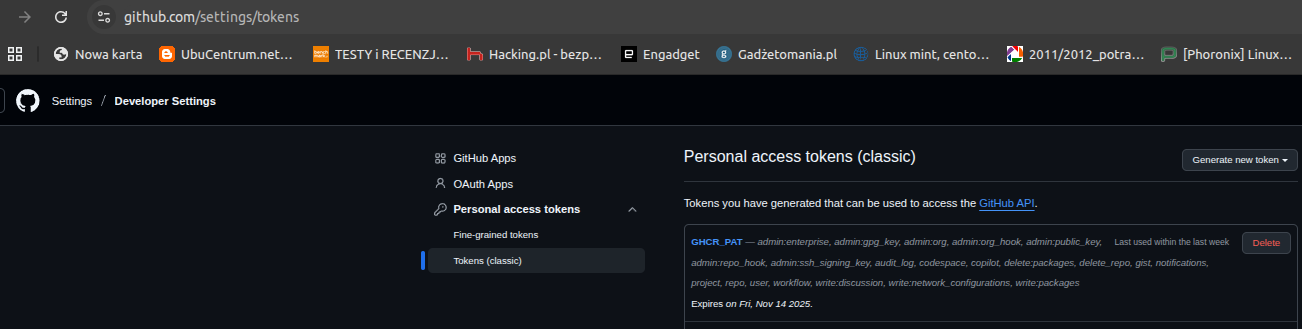 github.com/settings/tokens
Nowa karta UbuCentrum.net... TESTY i RECENZJ... Hacking.pl - bezp... Engadget Gadżetomania.pl Linux mint, cento... 2011/2012_potra... [Phoronix] Linux...
Settings / Developer Settings
GitHub Apps
OAuth Apps
Personal access tokens
Fine-grained tokens
Tokens (classic)
Personal access tokens (classic)
Generate new token
Tokens you have generated that can be used to access the GitHub API.
GHCR_PAT — admin:enterprise, admin:gpg_key, admin:org, admin:org_hook, admin:public_key, Last used within the last week Delete
admin:repo_hook, admin:ssh_signing_key, audit_log, codespace, copilot, delete:packages, delete_repo, gist, notifications,
project, repo, user, workflow, write:discussion, write:network_configurations, write:packages
Expires on Fri, Nov 14 2025.